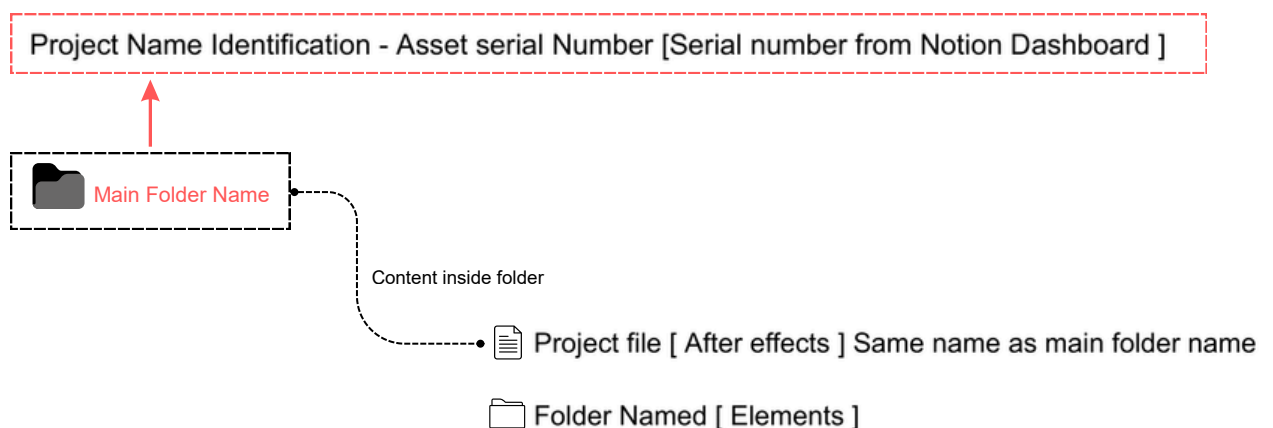 Project Name Identification - Asset serial Number [Serial number from Notion Dashboard ]
Main Folder Name
Content inside folder
Project file [ After effects ] Same name as main folder name
Folder Named [ Elements ]